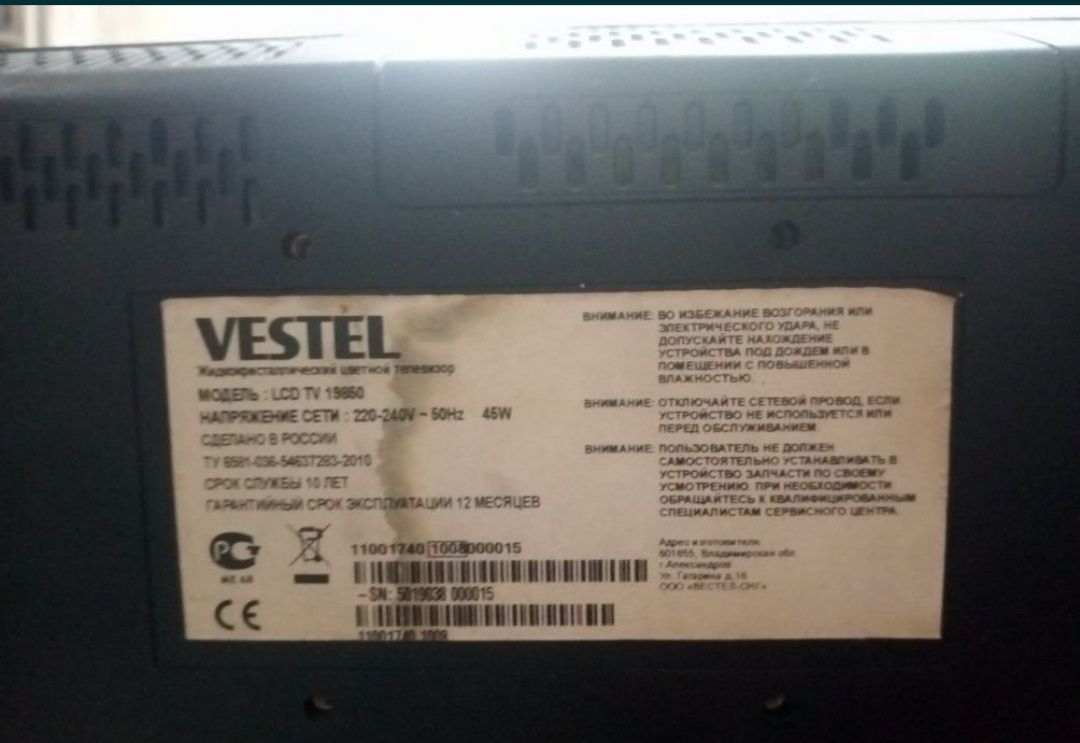 VESTEL
Жидкокристаллический цветной телевизор
МОДЕЛЬ : LCD TV 19850
НАПРЯЖЕНИЕ СЕТИ : 220-240V ~ 50Hz 45W
СДЕЛАНО В РОССИИ
ТУ 6581-036-54637283-2010
СРОК СЛУЖБЫ 10 ЛЕТ
ГАРАНТИЙНЫЙ СРОК ЭКСПЛУАТАЦИИ 12 МЕСЯЦЕВ
РС
МЕ 68
CE
11001740 1008000015
SN: 5019038 000015
11001740 1008
ВНИМАНИЕ: ВО ИЗБЕЖАНИЕ ВОЗГОРАНИЯ ИЛИ
ЭЛЕКТРИЧЕСКОГО УДАРА, НЕ
ДОПУСКАЙТЕ НАХОЖДЕНИЕ
УСТРОЙСТВА ПОД ДОЖДЕМ ИЛИ В
ПОМЕЩЕНИИ С ПОВЫШЕННОЙ
ВЛАЖНОСТЬЮ.
ВНИМАНИЕ: ОТКЛЮЧАЙТЕ СЕТЕВОЙ ПРОВОД, ЕСЛИ
УСТРОЙСТВО НЕ ИСПОЛЬЗУЕТСЯ ИЛИ
ПЕРЕД ОБСЛУЖИВАНИЕМ.
ВНИМАНИЕ: ПОЛЬЗОВАТЕЛЬ НЕ ДОЛЖЕН
САМОСТОЯТЕЛЬНО УСТАНАВЛИВАТЬ В
УСТРОЙСТВО ЗАПЧАСТИ ПО СВОЕМУ
УСМОТРЕНИЮ. ПРИ НЕОБХОДИМОСТИ
ОБРАЩАЙТЕСЬ К КВАЛИФИЦИРОВАННЫМ
СПЕЦИАЛИСТАМ СЕРВИСНОГО ЦЕНТРА.
Адрес изготовителя:
601655, Владимирская обл.
г.Александров
Ул. Гагарина д.16
ООО «ВЕСТЕЛ-СНГ»